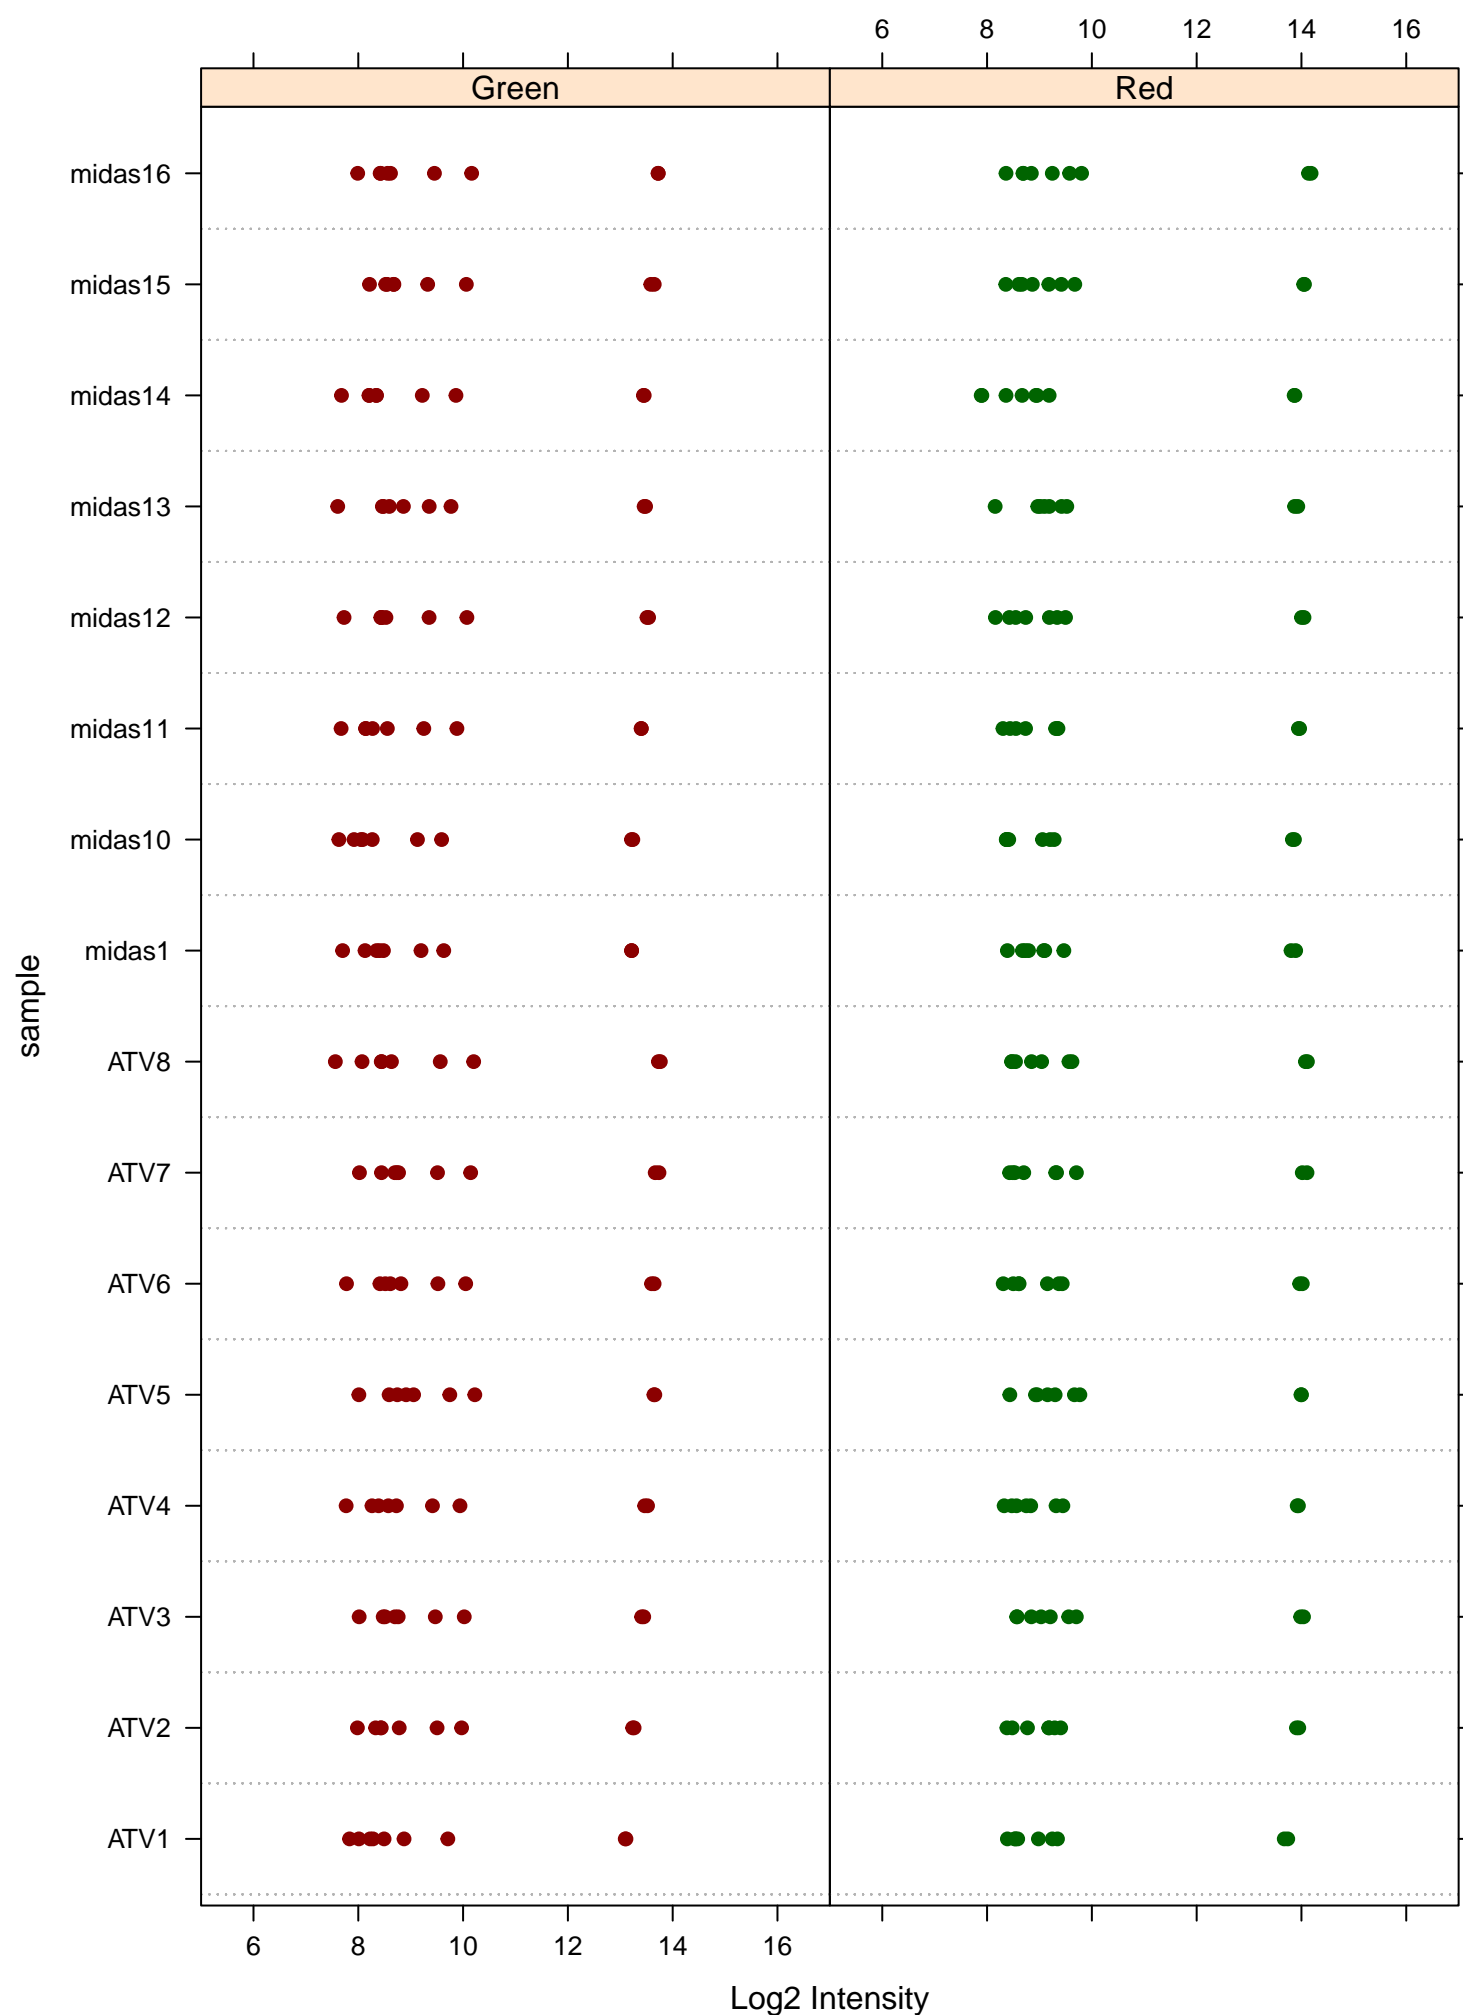 6 8 10 12 14 16
Green Red
midas16
midas15
midas14
midas13
midas12
midas11
midas10
midas1
ATV8
ATV7
ATV6
ATV5
ATV4
ATV3
ATV2
ATV1
sample
6 8 10 12 14 16
Log2 Intensity